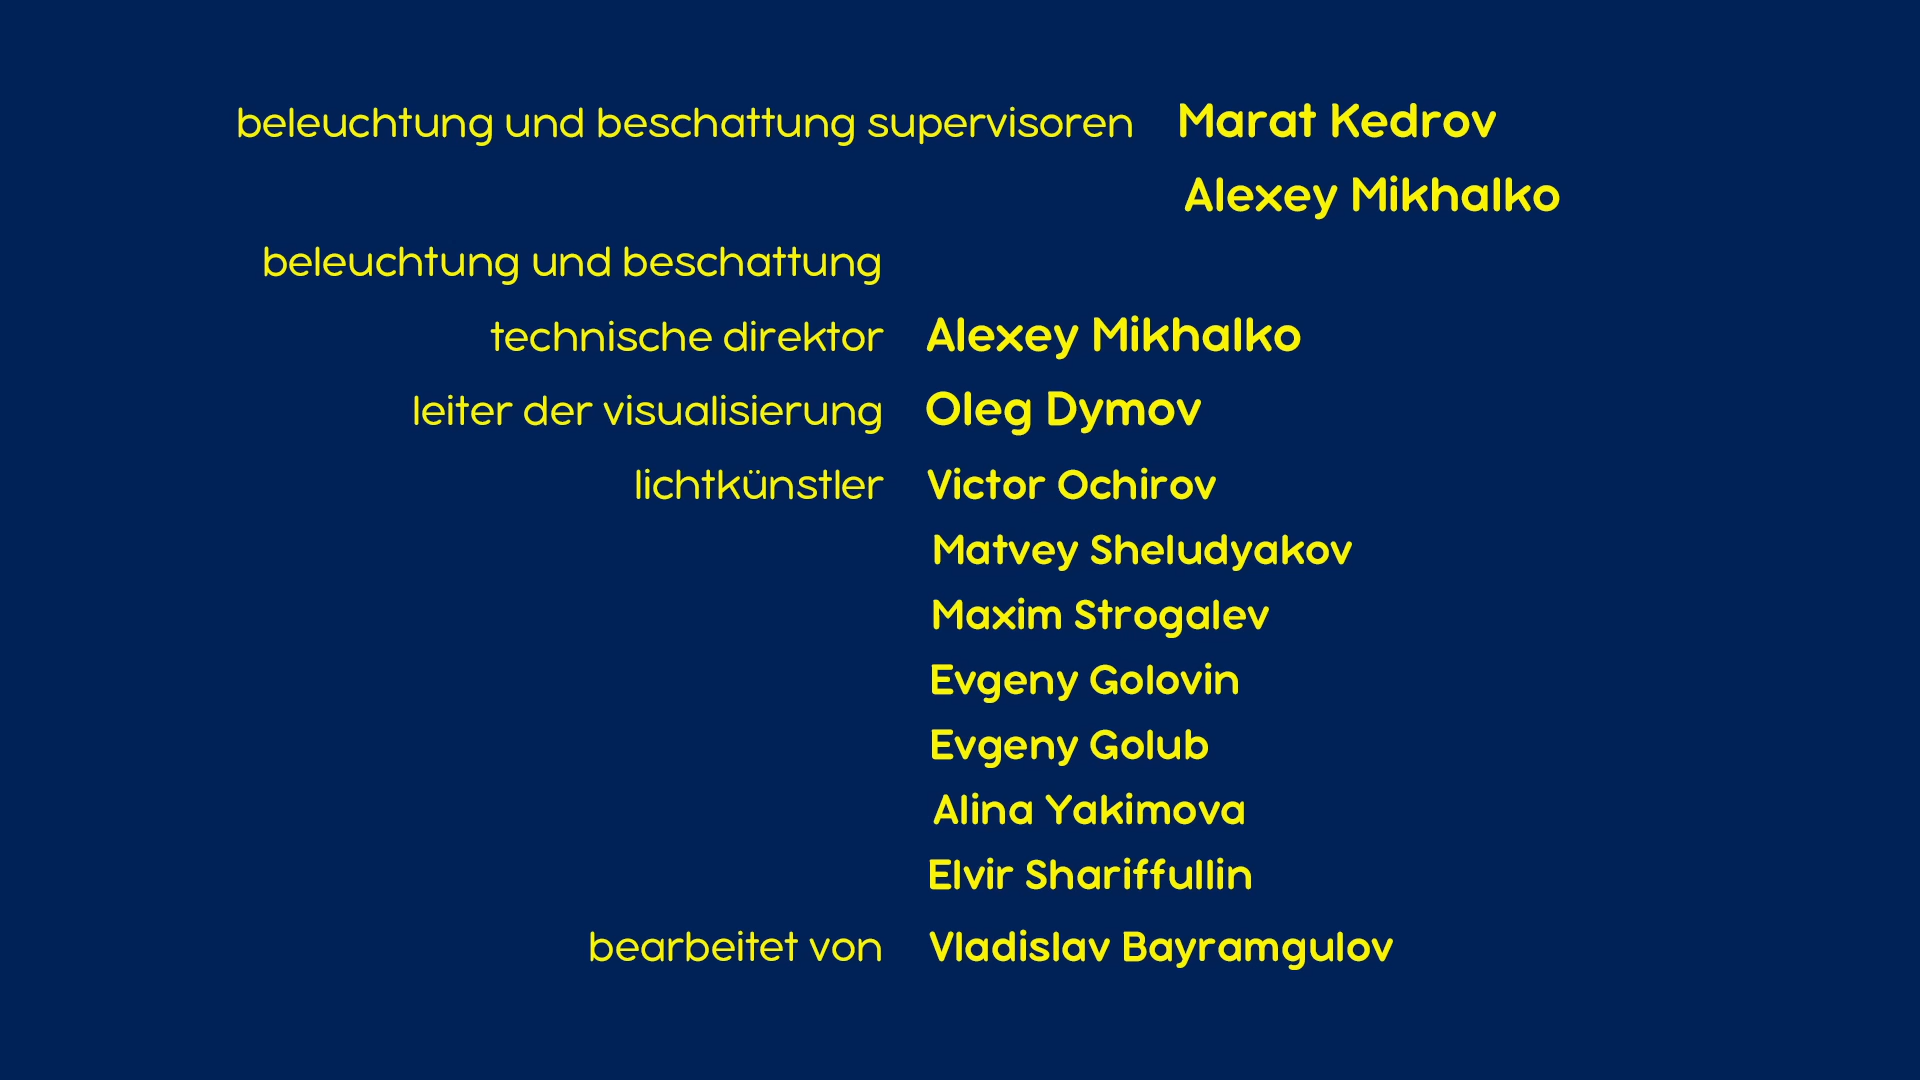 beleuchtung und beschattung supervisoren Marat Kedrov
Alexey Mikhalko
beleuchtung und beschattung
technische direktor Alexey Mikhalko
leiter der visualisierung Oleg Dymov
lichtkünstler Victor Ochirov
Matvey Sheludyakov
Maxim Strogalev
Evgeny Golovin
Evgeny Golub
Alina Yakimova
Elvir Shariffullin
bearbeitet von Vladislav Bayramgulov